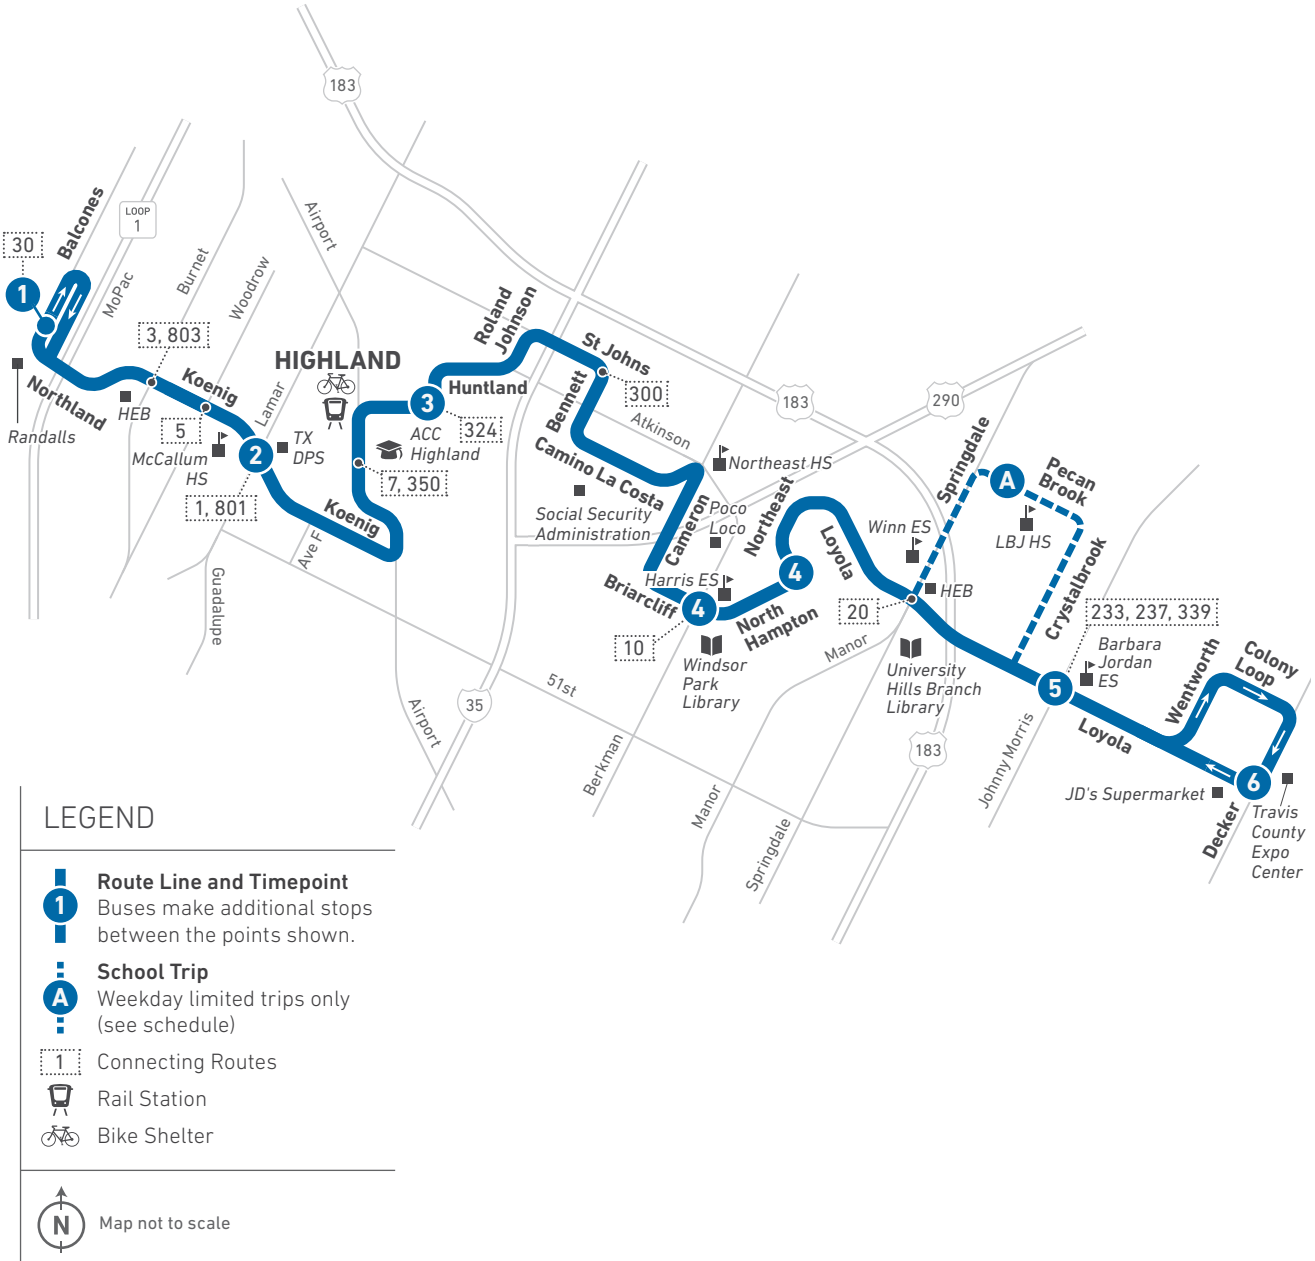 183
Balcones
LOOP
1
30
1
MoPac
Burnet
Woodrow
Airport
3, 803
HIGHLAND
Koenig
Lamar
Northland
Randalls
HEB
5
McCallum
HS
2
TX
DPS
1, 801
Koenig
Ave F
Guadalupe
3
324
ACC
Highland
7, 350
Roland
Johnson
Huntland
St Johns
Bennett
300
Atkinson
Camino La Costa
Social Security
Administration
Northeast HS
Cameron
Poco
Loco
Northeast
183
290
Springdale
A
Pecan
Brook
LBJ HS
Crystalbrook
Winn ES
HEB
Loyola
4
Harris ES
Briarcliff
4
North
Hampton
10
Windsor
Park
Library
20
Manor
University
Hills Branch
Library
233, 237, 339
Barbara
Jordan
ES
5
Loyola
Wentworth
Colony
Loop
6
JD's Supermarket
Decker
Travis
County
Expo
Center
Johnny Morris
183
51st
35
Airport
Berkman
Manor
Springdale
LEGEND
1
Route Line and Timepoint
Buses make additional stops
between the points shown.
A
School Trip
Weekday limited trips only
(see schedule)
1
Connecting Routes
Rail Station
Bike Shelter
N
Map not to scale